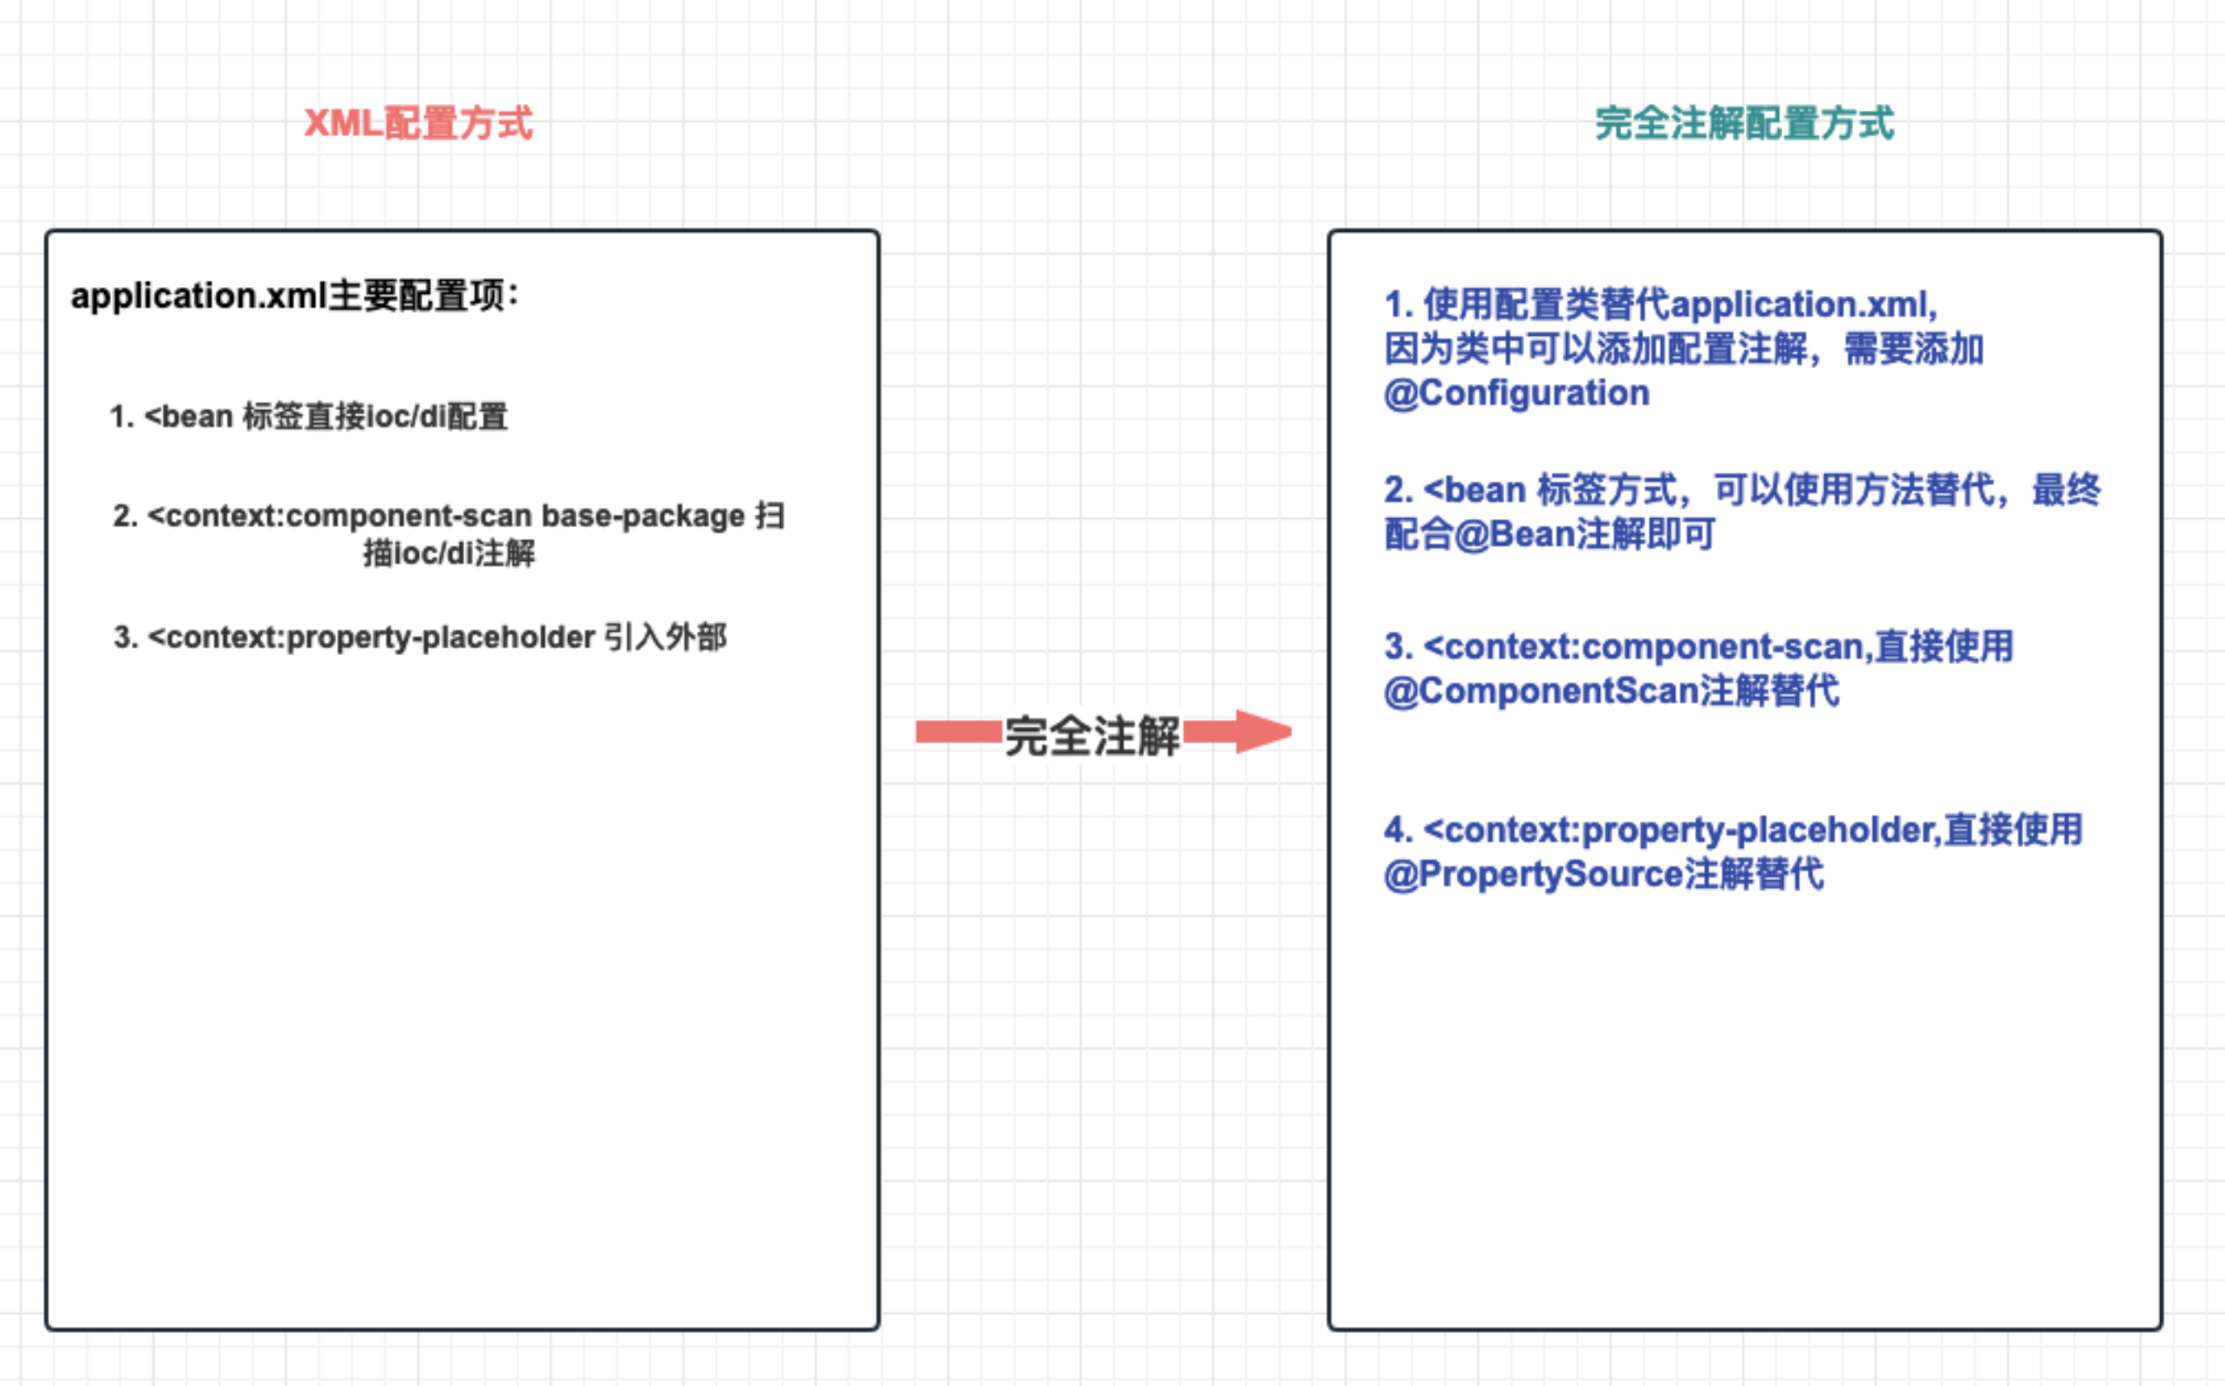 XML配置方式
application.xml主要配置项：
1. <bean 标签直接ioc/di配置
2. <context:component-scan base-package 扫
描ioc/di注解
3. <context:property-placeholder 引入外部
完全注解
完全注解配置方式
1. 使用配置类替代application.xml,
因为类中可以添加配置注解，需要添加
@Configuration
2. <bean 标签方式，可以使用方法替代，最终
配合@Bean注解即可
3. <context:component-scan,直接使用
@ComponentScan注解替代
4. <context:property-placeholder,直接使用
@PropertySource注解替代